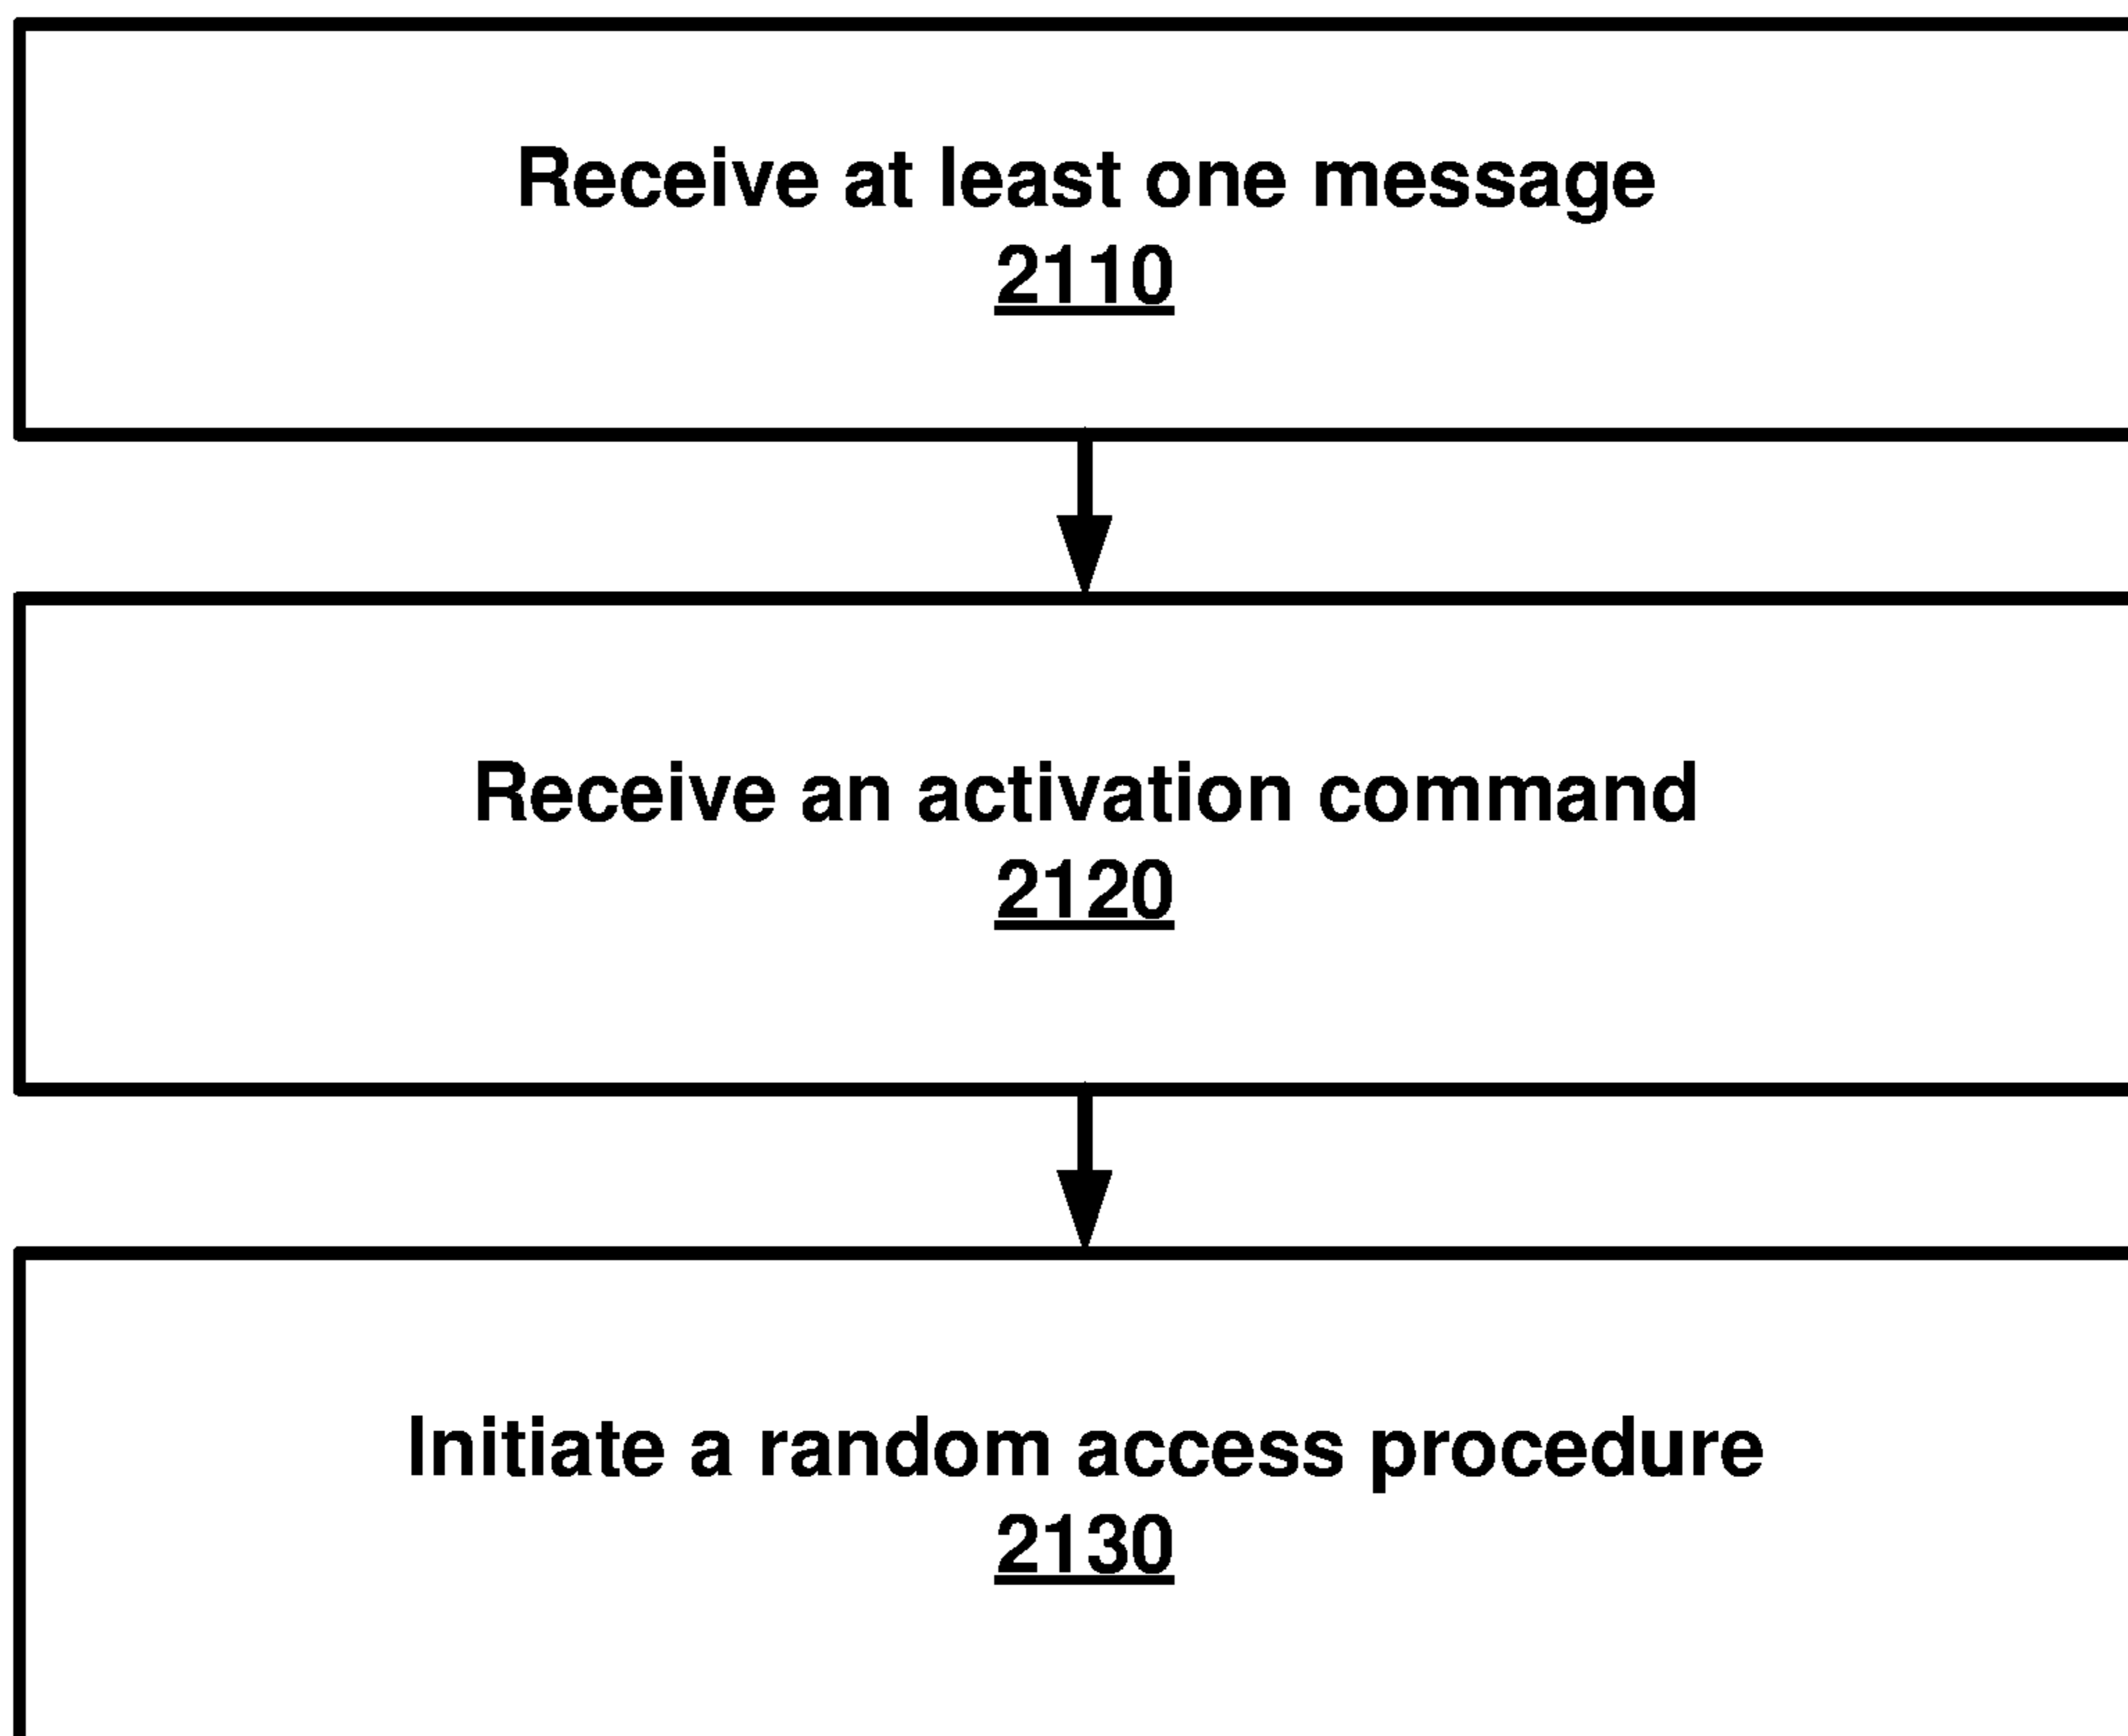 Receive at least one message
2110
Receive an activation command
2120
Initiate a random access procedure
2130